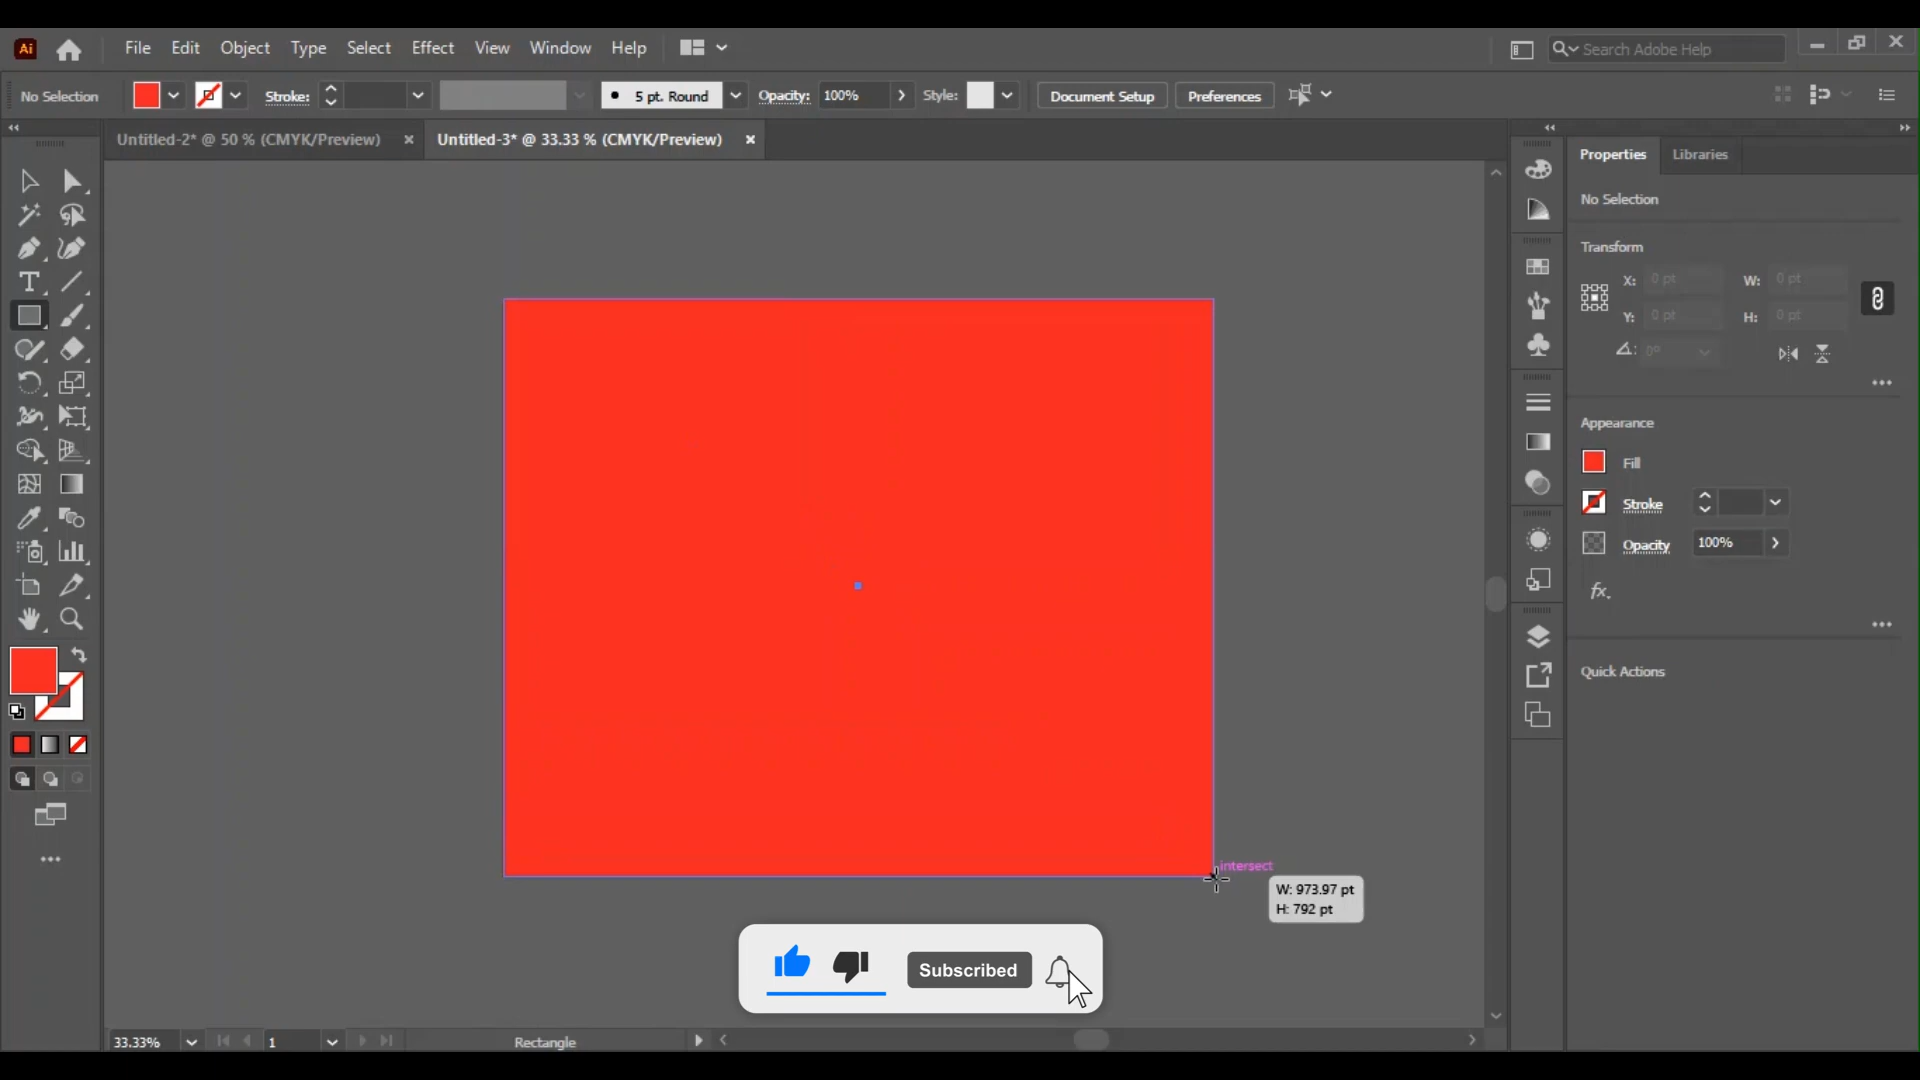 Ai File Edit Object Type Select Effect View Window Help Search Adobe Help
No Selection Stroke: 5 pt. Round Opacity: 100% Style: Document Setup Preferences
Untitled-2* @ 50 % (CMYK/Preview) Untitled-3* @ 33.33 % (CMYK/Preview)
Properties Libraries
No Selection
Transform
X: 0 pt W: 0 pt
Y: 0 pt H: 0 pt
0°
Appearance
Fill
Stroke
Opacity 100%
fx.
Quick Actions
intersect
W: 973.97 pt
H: 792 pt
Subscribed
33.33% 1 Rectangle